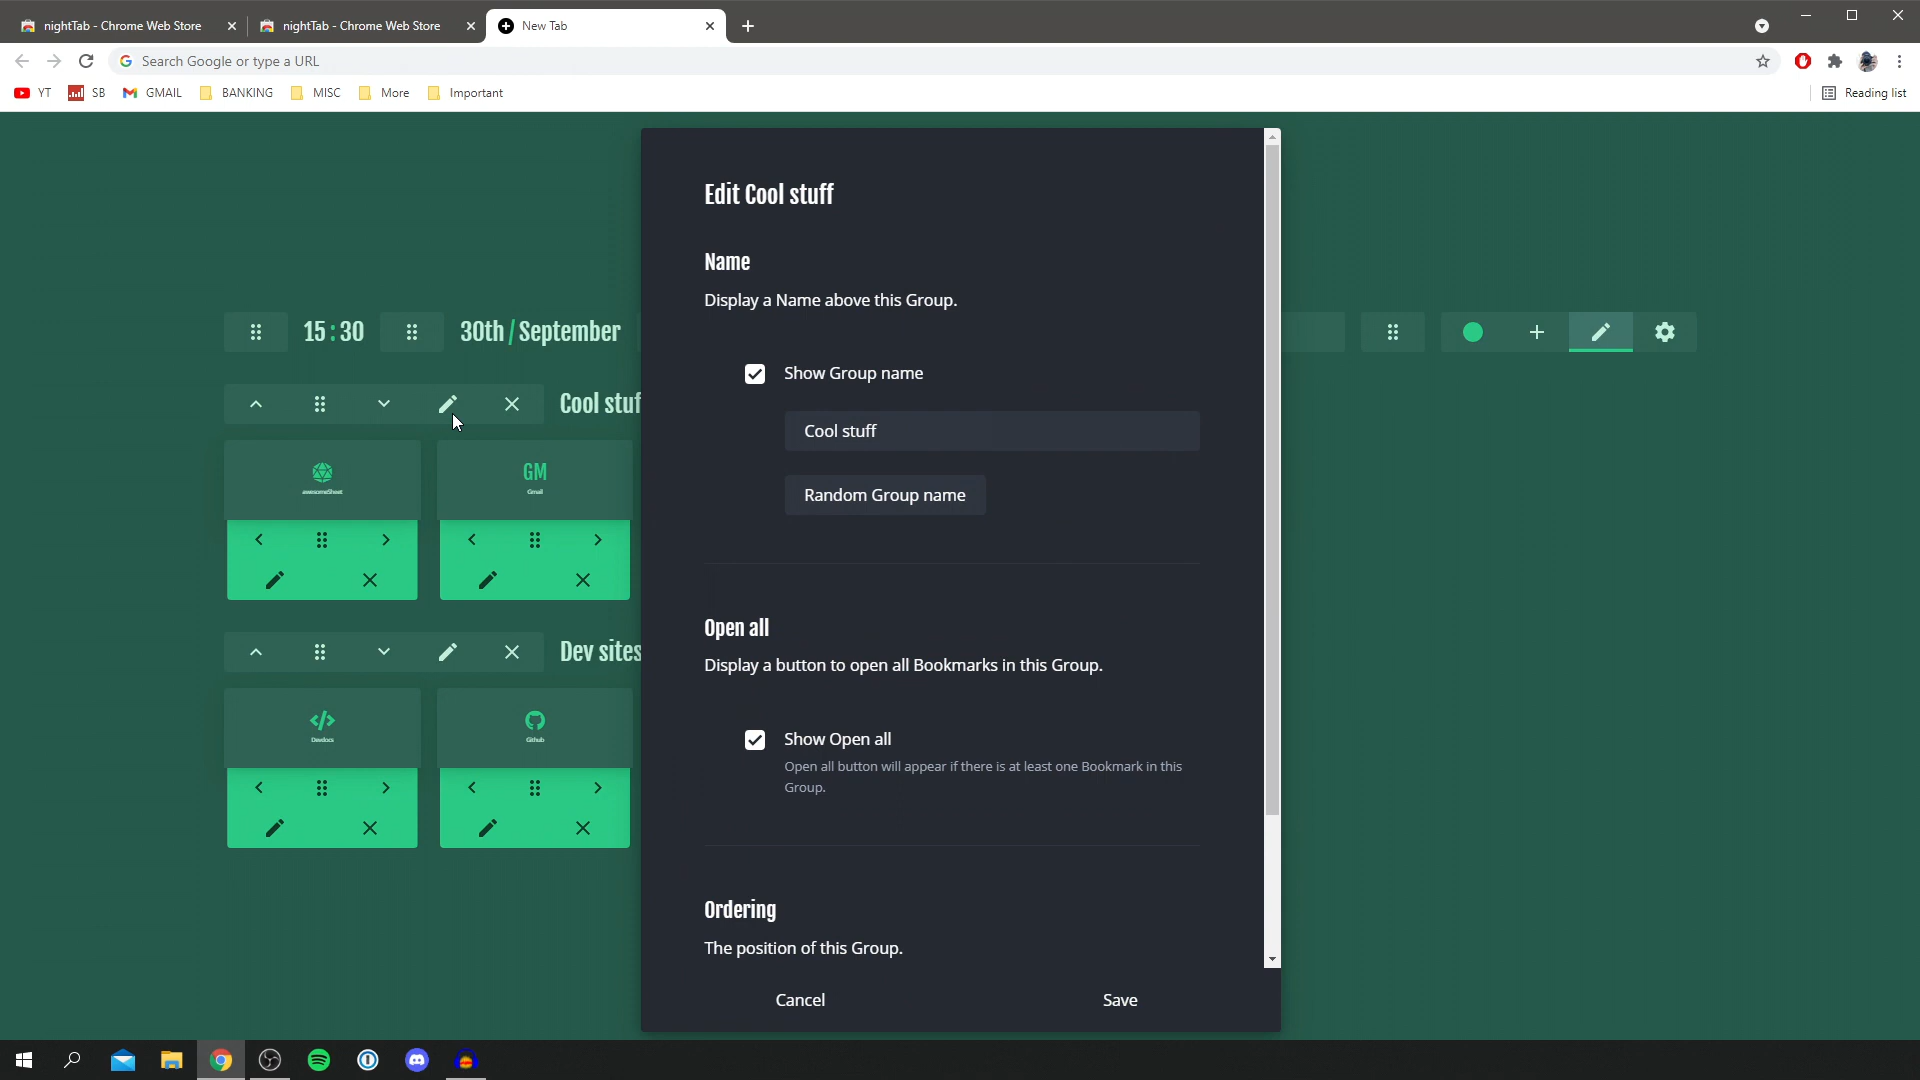 nightTab - Chrome Web Store
nightTab - Chrome Web Store
New Tab
Search Google or type a URL
YT
SB
GMAIL
BANKING
MISC
More
Important
Reading list
Edit Cool stuff
Name
Display a Name above this Group.
15:30
30th/September
Show Group name
Cool stuf
Cool stuff
GM
awesomeSheet
Gmail
Random Group name
Open all
Dev sites
Display a button to open all Bookmarks in this Group.
Devdocs
Github
Show Open all
Open all button will appear if there is at least one Bookmark in this
Group.
Ordering
The position of this Group.
Cancel
Save